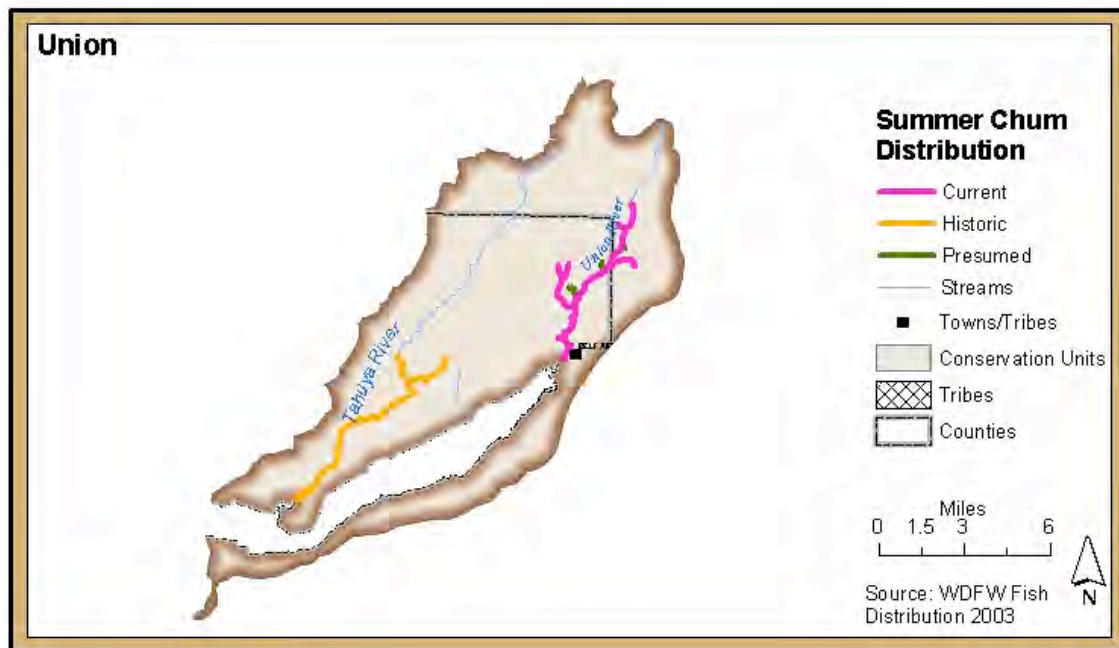 Union
Summer Chum
Distribution
Current
Historic
Presumed
Streams
Towns/Tribes
Conservation Units
Tribes
Counties
Union River
Tahuya River
BELFAIR
Miles
0 1.5 3 6
N
Source: WDFW Fish
Distribution 2003